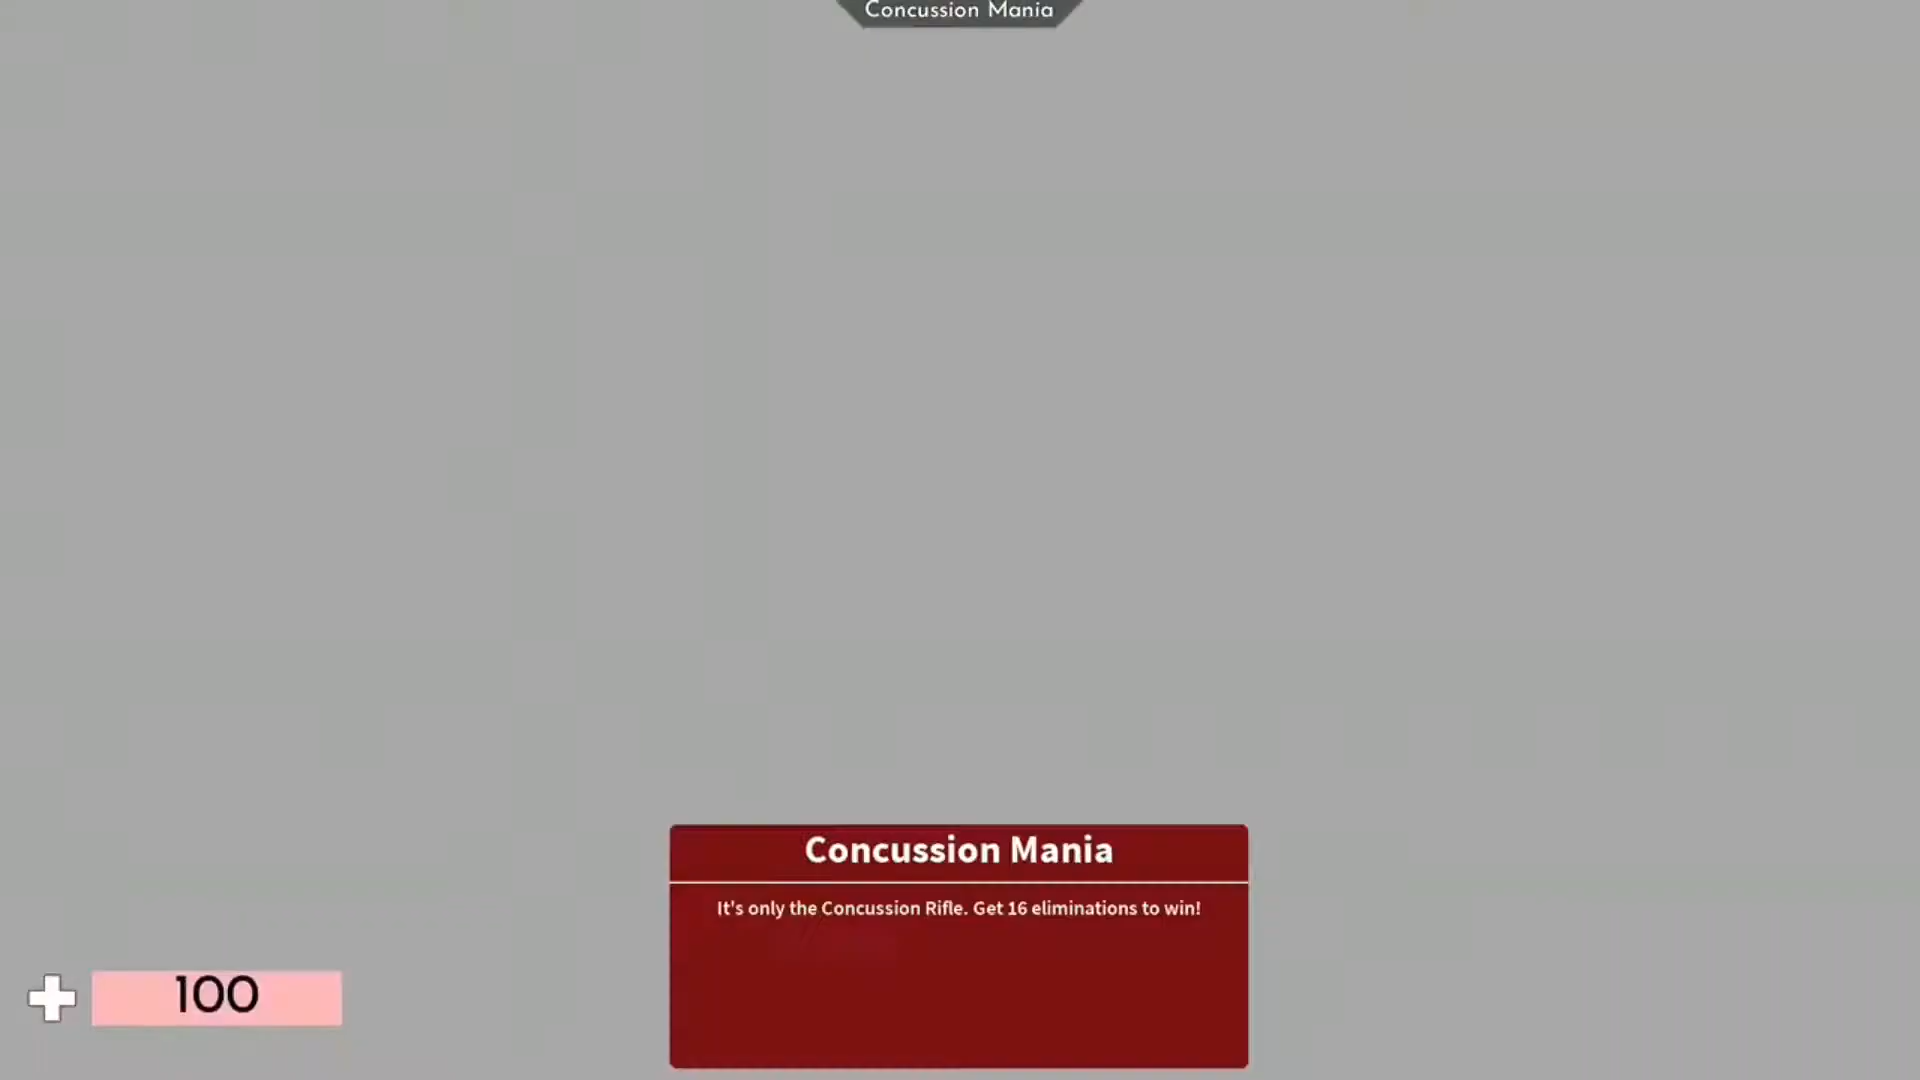 Concussion Mania
Concussion Mania
It's only the Concussion Rifle. Get 16 eliminations to win!
100